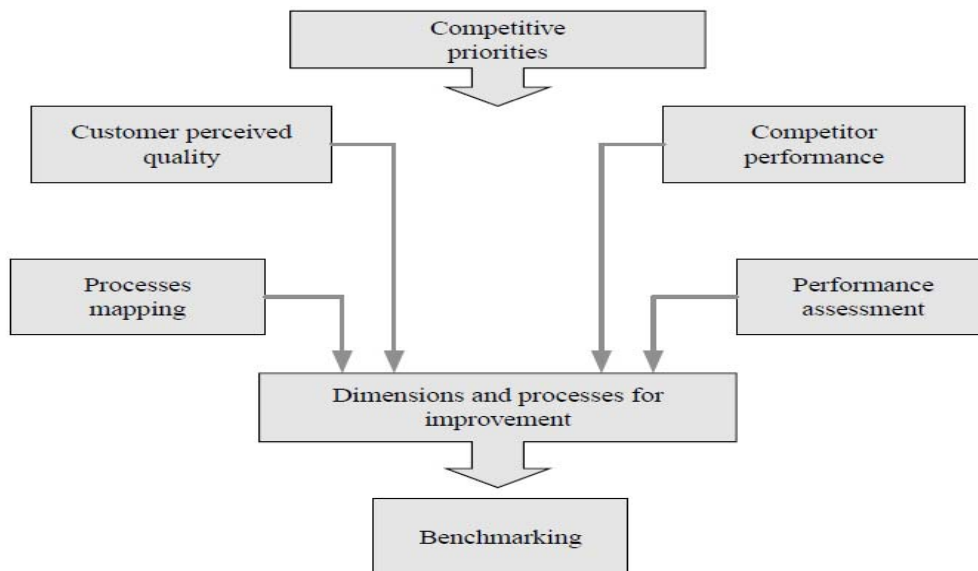 Competitive
priorities
Customer perceived
quality
Competitor
performance
Processes
mapping
Performance
assessment
Dimensions and processes for
improvement
Benchmarking